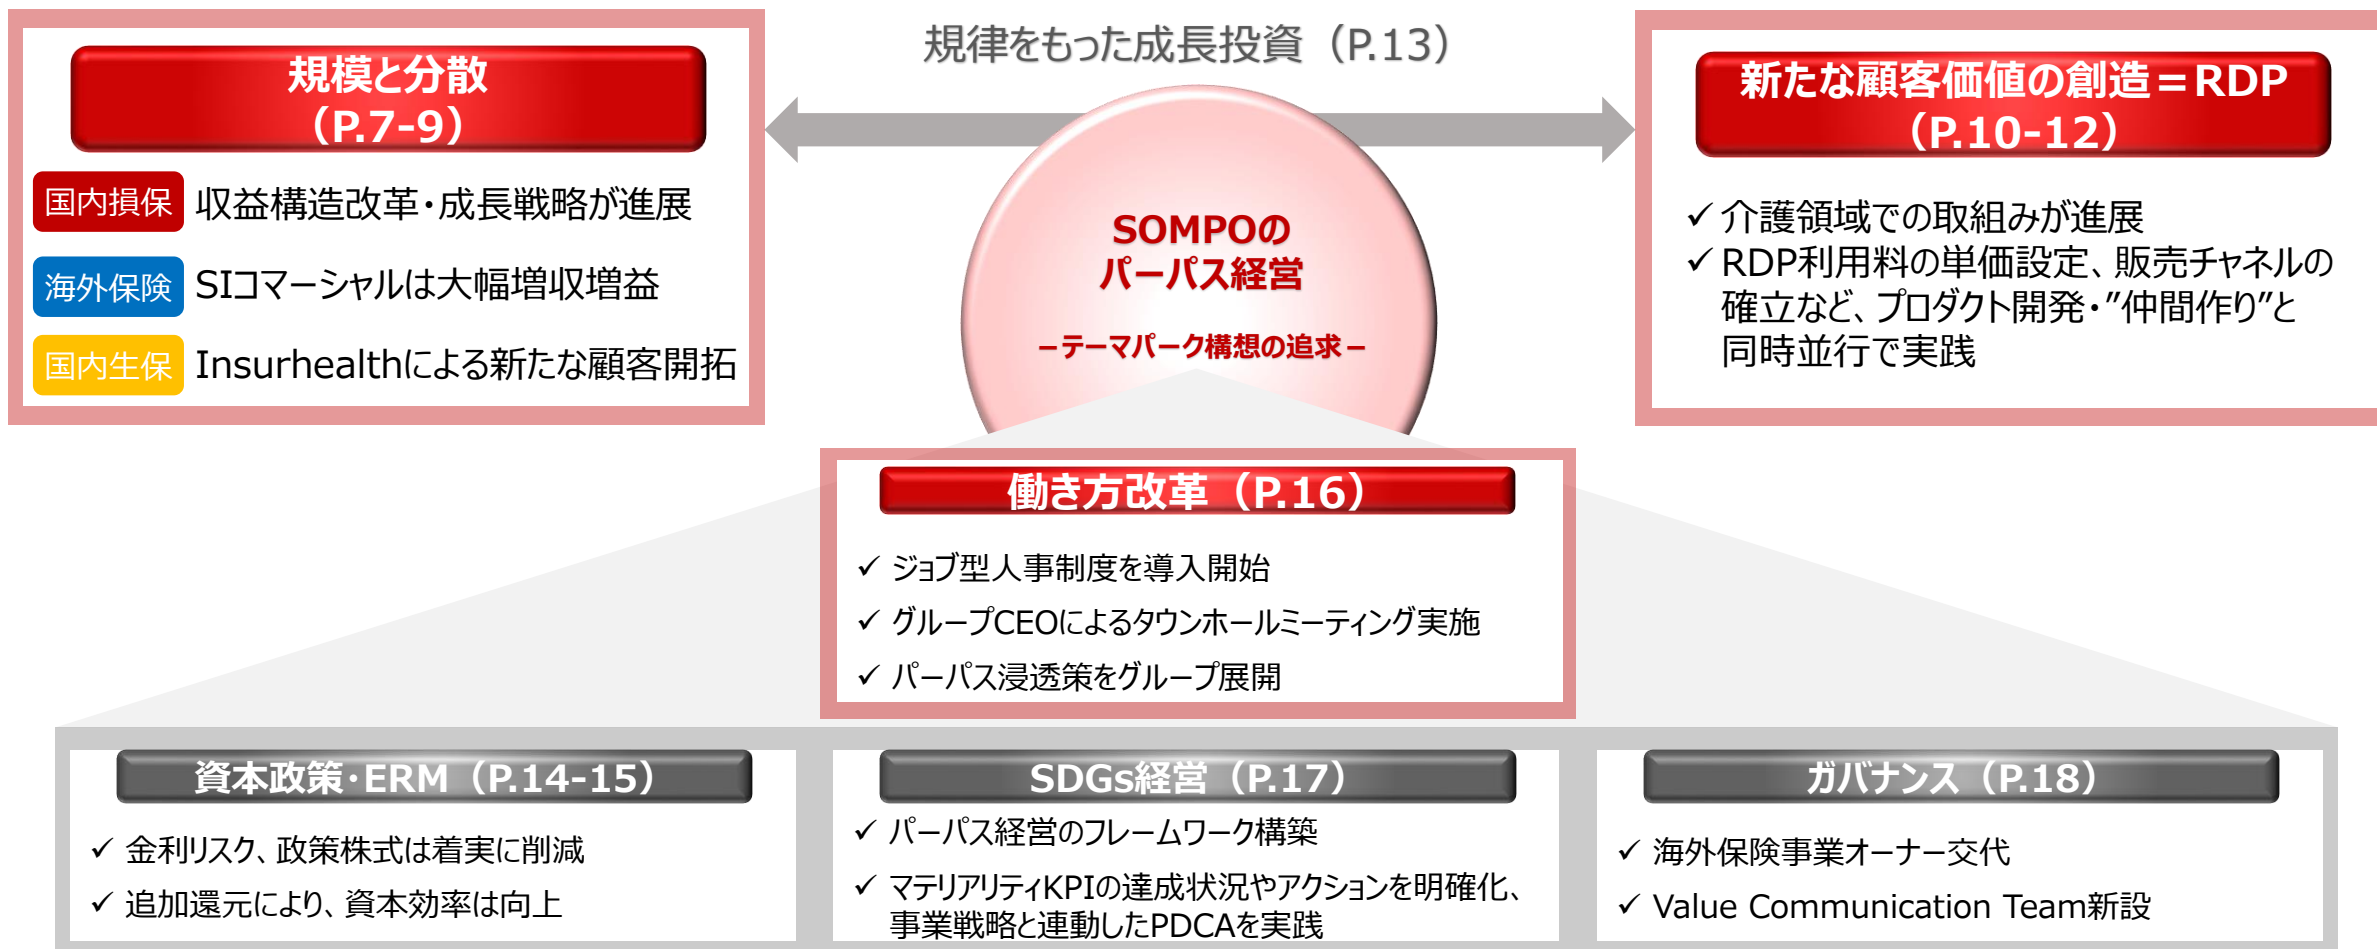 規律をもった成長投資（P.13）
規模と分散
（P.7-9）
国内損保 収益構造改革・成長戦略が進展
海外保険 SIコマーシャルは大幅増収増益
国内生保 Insurhealthによる新たな顧客開拓
SOMPOの
パーパス経営
－テーマパーク構想の追求－
新たな顧客価値の創造＝RDP
（P.10-12）
✓ 介護領域での取組みが進展
✓ RDP利用料の単価設定、販売チャネルの
確立など、プロダクト開発・”仲間作り”と
同時並行で実践
働き方改革（P.16）
✓ ジョブ型人事制度を導入開始
✓ グループCEOによるタウンホールミーティング実施
✓ パーパス浸透策をグループ展開
資本政策・ERM（P.14-15）
✓ 金利リスク、政策株式は着実に削減
✓ 追加還元により、資本効率は向上
SDGs経営（P.17）
✓ パーパス経営のフレームワーク構築
✓ マテリアリティKPIの達成状況やアクションを明確化、
事業戦略と連動したPDCAを実践
ガバナンス（P.18）
✓ 海外保険事業オーナー交代
✓ Value Communication Team新設